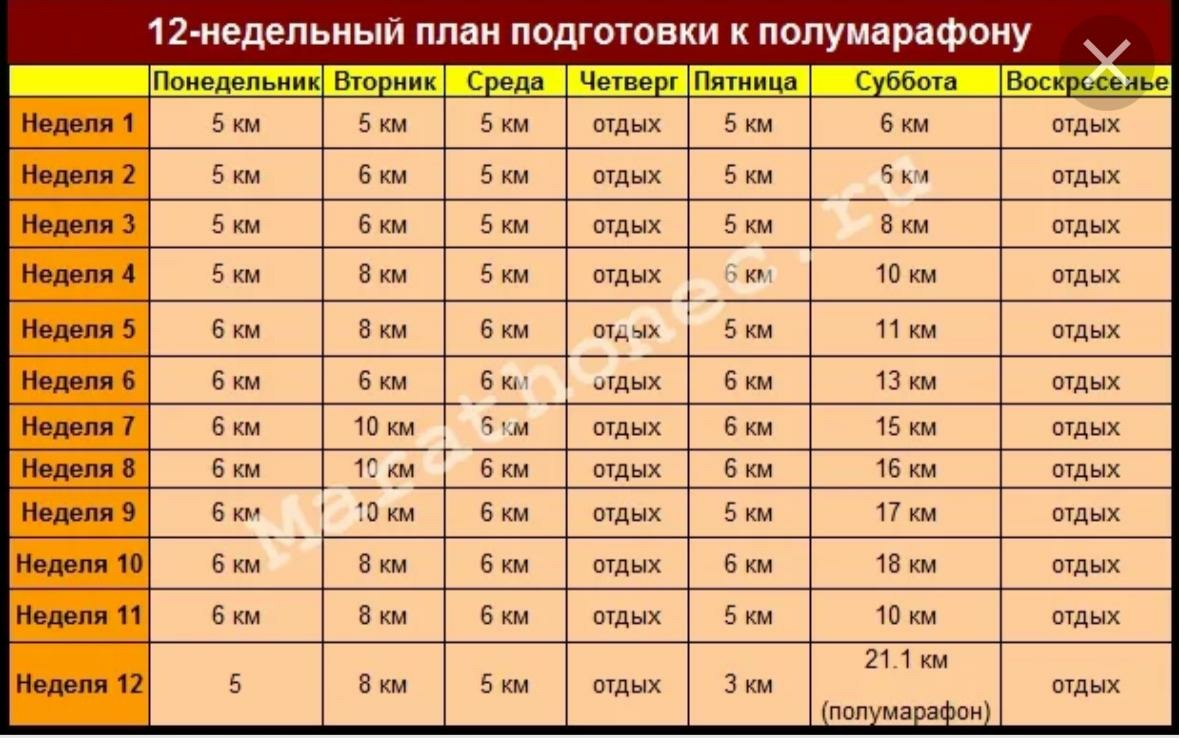 12-недельный план подготовки к полумарафону
Понедельник Вторник Среда Четверг Пятница Суббота Воскресенье
Неделя 1 5 км 5 км 5 км отдых 5 км 6 км отдых
Неделя 2 5 км 6 км 5 км отдых 5 км 6 км отдых
Неделя 3 5 км 6 км 5 км отдых 5 км 8 км отдых
Неделя 4 5 км 8 км 5 км отдых 6 км 10 км отдых
Неделя 5 6 км 8 км 6 км отдых 5 км 11 км отдых
Неделя 6 6 км 6 км 6 км отдых 6 км 13 км отдых
Неделя 7 6 км 10 км 6 км отдых 6 км 15 км отдых
Неделя 8 6 км 10 км 6 км отдых 6 км 16 км отдых
Неделя 9 6 км 10 км 6 км отдых 5 км 17 км отдых
Неделя 10 6 км 8 км 6 км отдых 6 км 18 км отдых
Неделя 11 6 км 8 км 6 км отдых 5 км 10 км отдых
Неделя 12 5 8 км 5 км отдых 3 км 21.1 км (полумарафон) отдых
Marathonec.ru